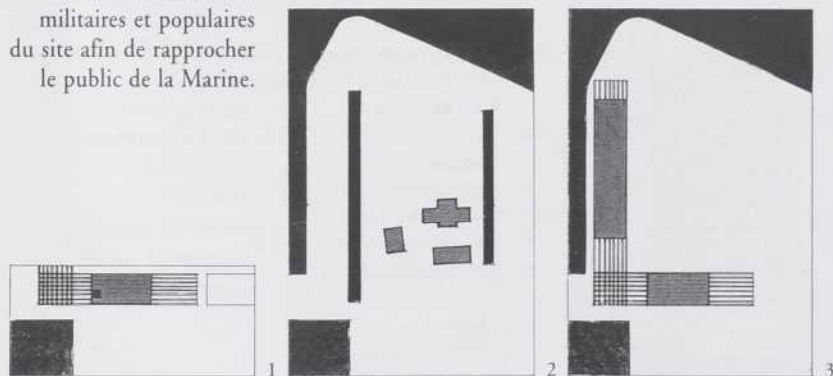 militaires et populaires
du site afin de rapprocher
le public de la Marine.
1
2
3